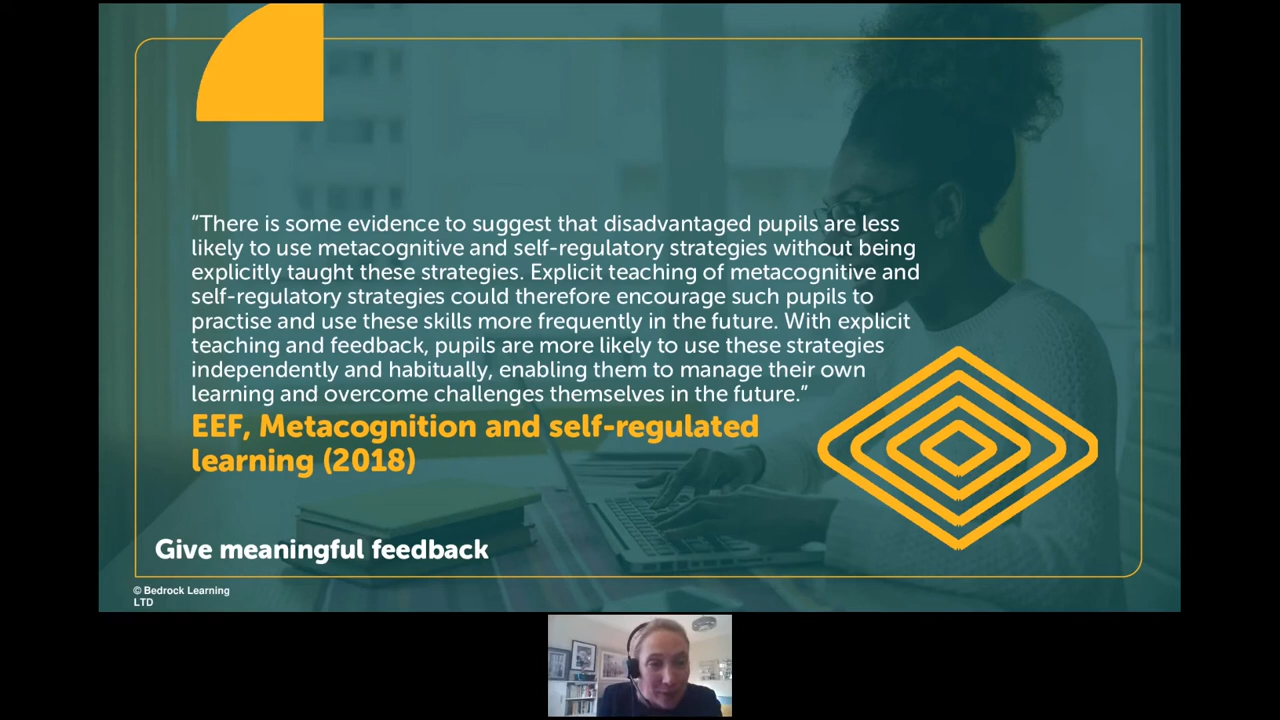 “There is some evidence to suggest that disadvantaged pupils are less
likely to use metacognitive and self-regulatory strategies without being
explicitly taught these strategies. Explicit teaching of metacognitive and
self-regulatory strategies could therefore encourage such pupils to
practise and use these skills more frequently in the future. With explicit
teaching and feedback, pupils are more likely to use these strategies
independently and habitually, enabling them to manage their own
learning and overcome challenges themselves in the future.”
EEF, Metacognition and self-regulated
learning (2018)
Give meaningful feedback
© Bedrock Learning
LTD